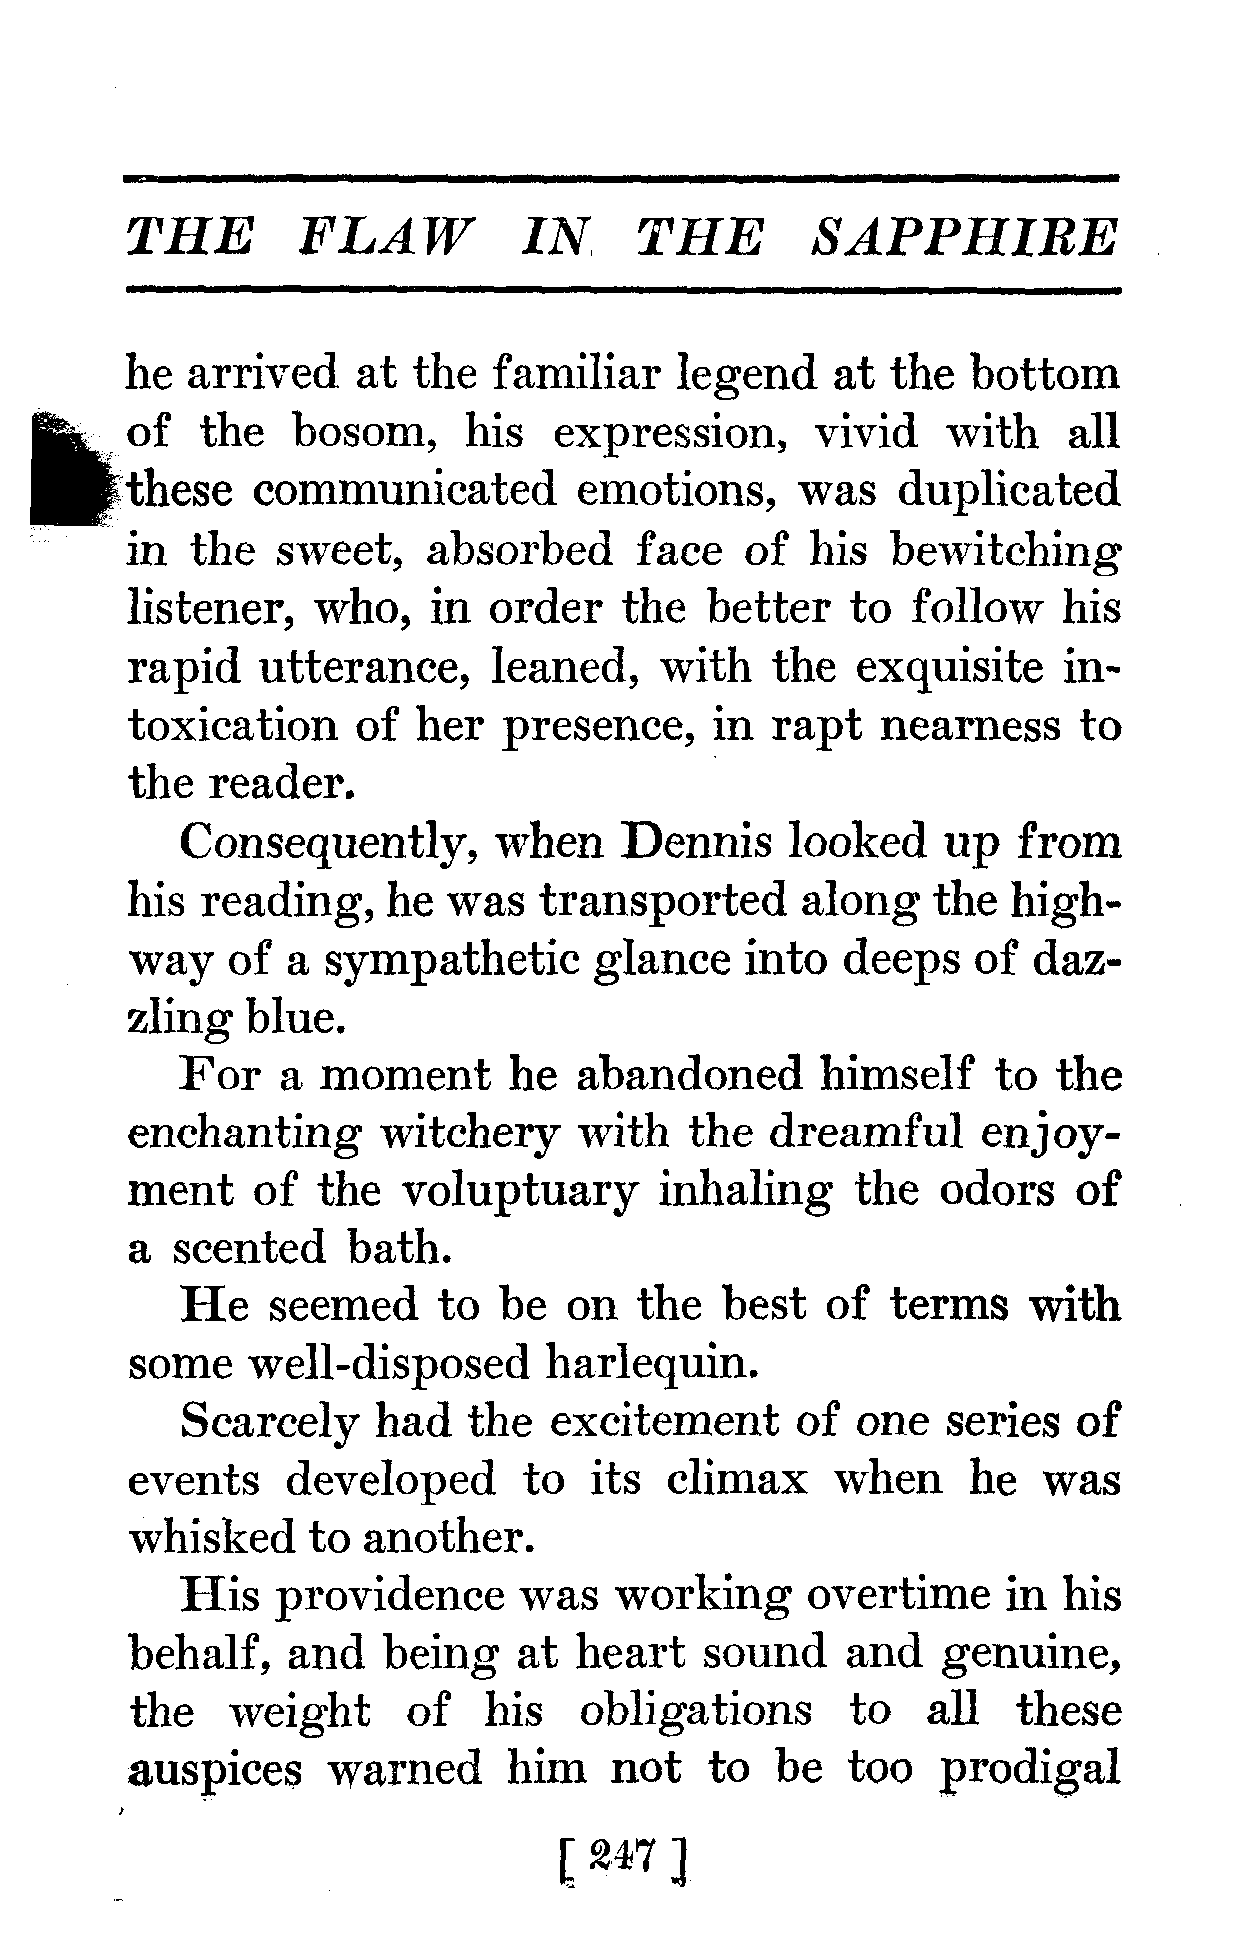 THE FLAW IN THE SAPPHIRE
he arrived at the familiar legend at the bottom
of the bosom, his expression, vivid with all
these communicated emotions, was duplicated
in the sweet, absorbed face of his bewitching
listener, who, in order the better to follow his
rapid utterance, leaned, with the exquisite in-
toxication of her presence, in rapt nearness to
the reader.
Consequently, when Dennis looked up from
his reading, he was transported along the high-
way of a sympathetic glance into deeps of daz-
zling blue.
For a moment he abandoned himself to the
enchanting witchery with the dreamful enjoy-
ment of the voluptuary inhaling the odors of
a scented bath.
He seemed to be on the best of terms with
some well-disposed harlequin.
Scarcely had the excitement of one series of
events developed to its climax when he was
whisked to another.
His providence was working overtime in his
behalf, and being at heart sound and genuine,
the weight of his obligations to all these
auspices warned him not to be too prodigal
[ 247 ]